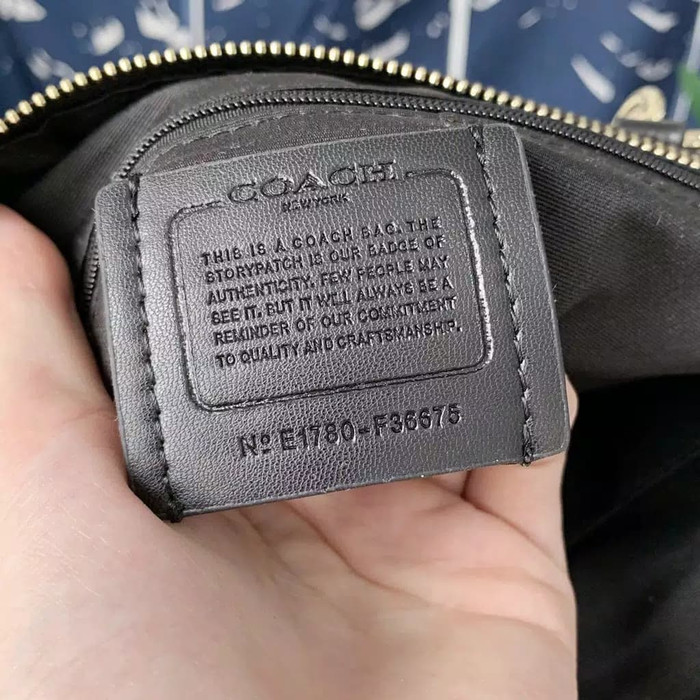 COACH
NEW YORK
THIS IS A COACH BAG. THE
STORYPATCH IS OUR BADGE OF
AUTHENTICITY. FEW PEOPLE MAY
SEE IT. BUT IT WILL ALWAYS BE A
REMINDER OF OUR COMMITMENT
TO QUALITY AND CRAFTSMANSHIP.
Nº E1780-F36675